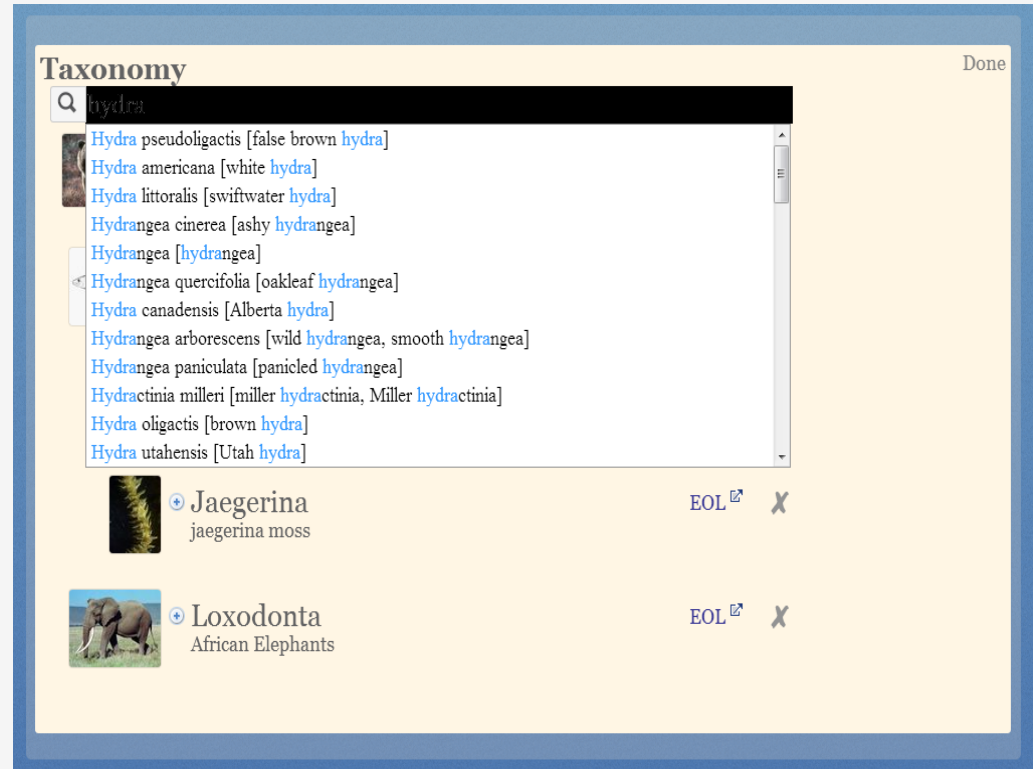 Taxonomy
Done
hydra
Hydra pseudoligactis [false brown hydra]
Hydra americana [white hydra]
Hydra littoralis [swiftwater hydra]
Hydrangea cinerea [ashy hydrangea]
Hydrangea [hydrangea]
Hydrangea quercifolia [oakleaf hydrangea]
Hydra canadensis [Alberta hydra]
Hydrangea arborescens [wild hydrangea, smooth hydrangea]
Hydrangea paniculata [panicled hydrangea]
Hydractinia milleri [miller hydractinia, Miller hydractinia]
Hydra oligactis [brown hydra]
Hydra utahensis [Utah hydra]
Jaegerina EOL
jaegerina moss
Loxodonta EOL
African Elephants